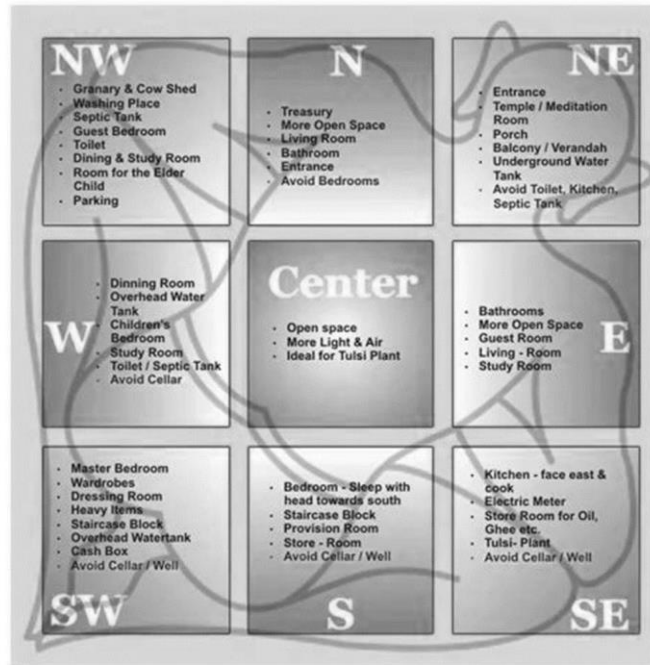 NW
· Granary & Cow Shed
· Washing Place
· Septic Tank
· Guest Bedroom
· Toilet
· Dining & Study Room
· Room for the Elder
Child
· Parking
N
· Treasury
· More Open Space
· Living Room
· Bathroom
· Entrance
· Avoid Bedrooms
NE
· Entrance
· Temple / Meditation
Room
· Porch
· Balcony / Verandah
· Underground Water
Tank
· Avoid Toilet, Kitchen,
Septic Tank
W
· Dinning Room
· Overhead Water
Tank
· Children's
Bedroom
· Study Room
· Toilet / Septic Tank
· Avoid Cellar
Center
· Open space
· More Light & Air
· Ideal for Tulsi Plant
E
· Bathrooms
· More Open Space
· Guest Room
· Living - Room
· Study Room
· Master Bedroom
· Wardrobes
· Dressing Room
· Heavy Items
· Staircase Block
· Overhead Watertank
· Cash Box
· Avoid Cellar / Well
SW
· Bedroom - Sleep with
head towards south
· Staircase Block
· Provision Room
· Store - Room
· Avoid Cellar / Well
S
· Kitchen - face east &
cook
· Electric Meter
· Store Room for Oil,
Ghee etc.
· Tulsi- Plant
· Avoid Cellar / Well
SE